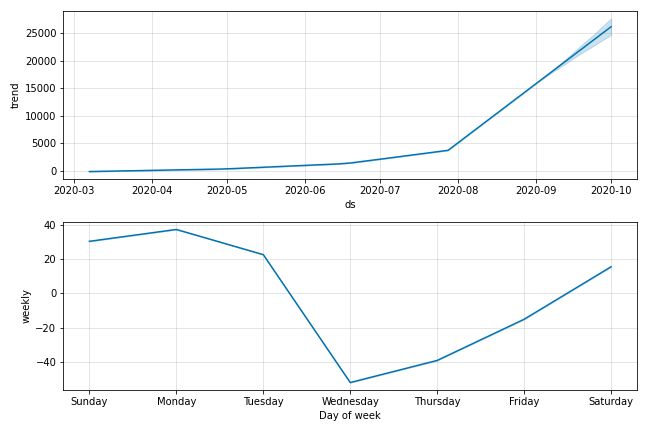 25000
20000
15000
10000
5000
0
trend
2020-03 2020-04 2020-05 2020-06 2020-07 2020-08 2020-09 2020-10
ds
40
20
0
−20
−40
weekly
Sunday Monday Tuesday Wednesday Thursday Friday Saturday
Day of week